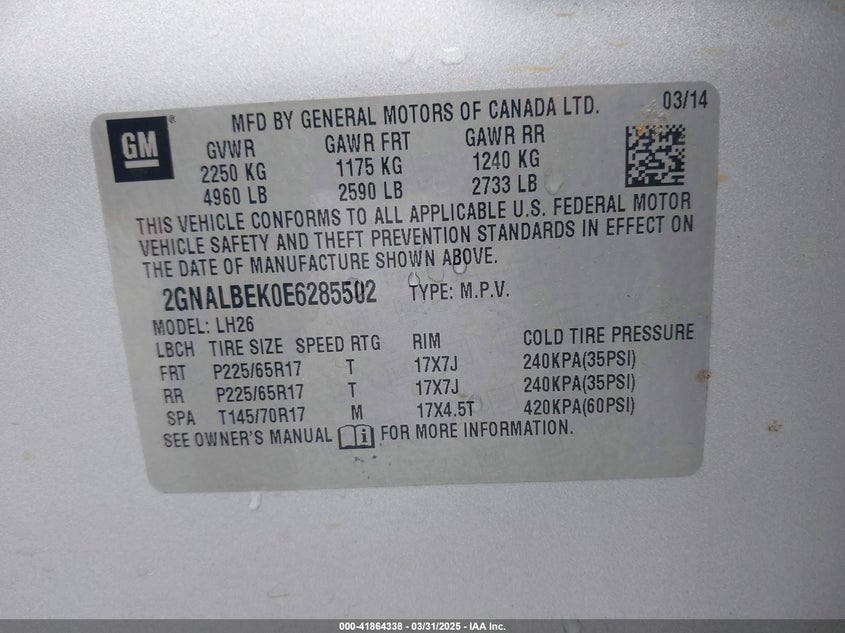 GM
®
MFD BY GENERAL MOTORS OF CANADA LTD. 03/14
GVWR GAWR FRT GAWR RR
2250 KG 1175 KG 1240 KG
4960 LB 2590 LB 2733 LB
THIS VEHICLE CONFORMS TO ALL APPLICABLE U.S. FEDERAL MOTOR
VEHICLE SAFETY AND THEFT PREVENTION STANDARDS IN EFFECT ON
THE DATE OF MANUFACTURE SHOWN ABOVE.
2GNALBEK0E6285502 TYPE: M.P.V.
MODEL: LH26
LBCH TIRE SIZE SPEED RTG RIM COLD TIRE PRESSURE
FRT P225/65R17 T 17X7J 240KPA(35PSI)
RR P225/65R17 T 17X7J 240KPA(35PSI)
SPA T145/70R17 M 17X4.5T 420KPA(60PSI)
SEE OWNER'S MANUAL i FOR MORE INFORMATION.
000-41864338 - 03/31/2025 - IAA Inc.